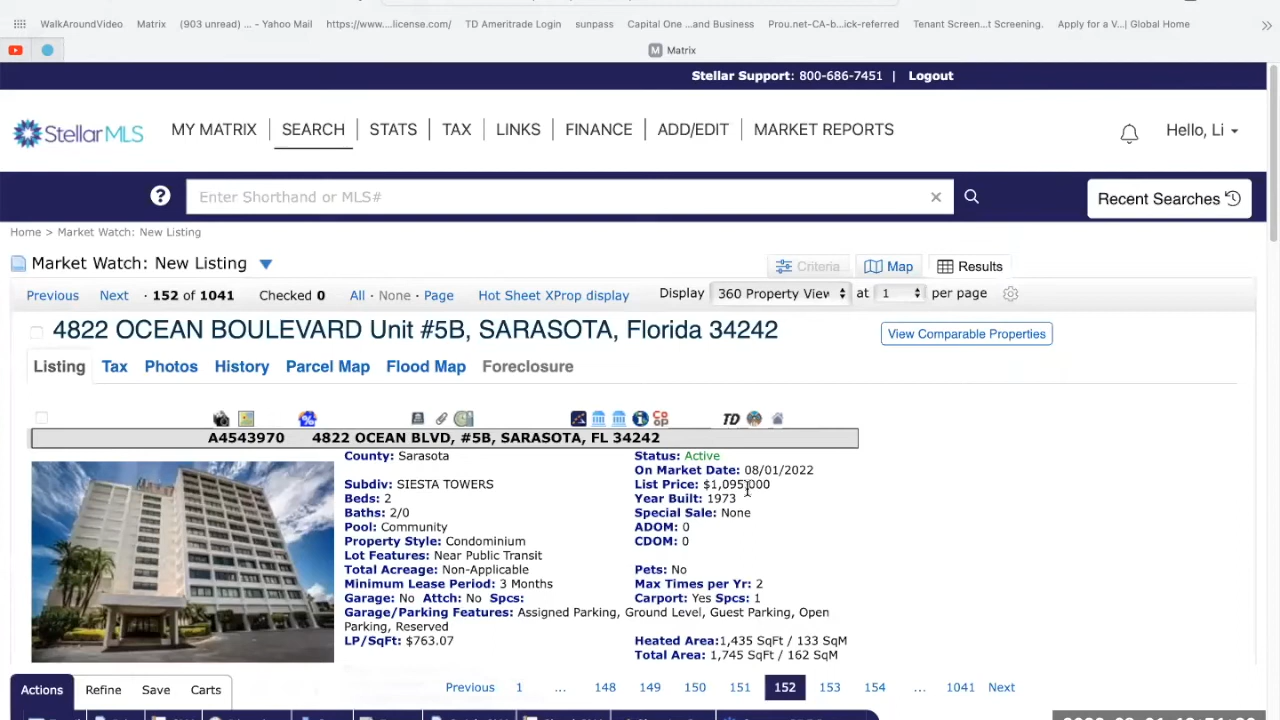 WalkAroundVideo Matrix (903 unread) ... - Yahoo Mail https://www....license.com/ TD Ameritrade Login sunpass Capital One ...and Business Prou.net-CA-b...ick-referred Tenant Screen...t Screening. Apply for a V...| Global Home
M Matrix
Stellar Support: 800-686-7451 | Logout
StellarMLS MY MATRIX SEARCH STATS TAX LINKS FINANCE ADD/EDIT MARKET REPORTS Hello, Li
? Enter Shorthand or MLS# Recent Searches
Home > Market Watch: New Listing
Market Watch: New Listing Criteria Map Results
Previous Next · 152 of 1041 Checked 0 All · None · Page Hot Sheet XProp display Display 360 Property View at 1 per page
4822 OCEAN BOULEVARD Unit #5B, SARASOTA, Florida 34242 View Comparable Properties
Listing Tax Photos History Parcel Map Flood Map Foreclosure
CO OP TD
A4543970 4822 OCEAN BLVD, #5B, SARASOTA, FL 34242
County: Sarasota Status: Active
On Market Date: 08/01/2022
Subdiv: SIESTA TOWERS List Price: $1,095,000
Beds: 2 Year Built: 1973
Baths: 2/0 Special Sale: None
Pool: Community ADOM: 0
Property Style: Condominium CDOM: 0
Lot Features: Near Public Transit
Total Acreage: Non-Applicable Pets: No
Minimum Lease Period: 3 Months Max Times per Yr: 2
Garage: No Attch: No Spcs: Carport: Yes Spcs: 1
Garage/Parking Features: Assigned Parking, Ground Level, Guest Parking, Open
Parking, Reserved
LP/SqFt: $763.07 Heated Area:1,435 SqFt / 133 SqM
Total Area: 1,745 SqFt / 162 SqM
Actions Refine Save Carts Previous 1 ... 148 149 150 151 152 153 154 ... 1041 Next